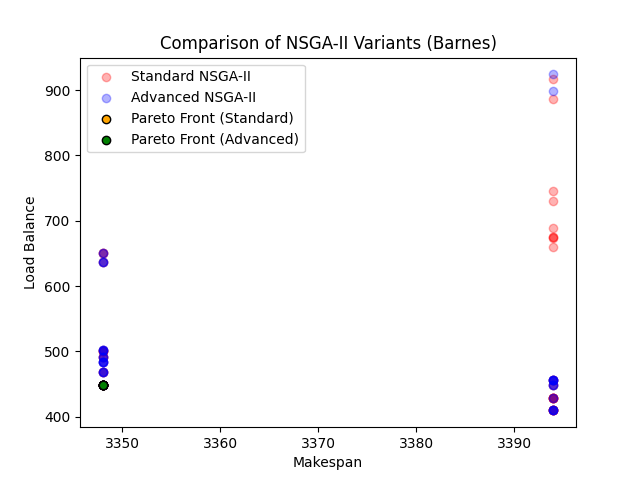 Comparison of NSGA-II Variants (Barnes)
Standard NSGA-II
Advanced NSGA-II
Pareto Front (Standard)
Pareto Front (Advanced)
900
800
700
600
500
400
Load Balance
3350 3360 3370 3380 3390
Makespan